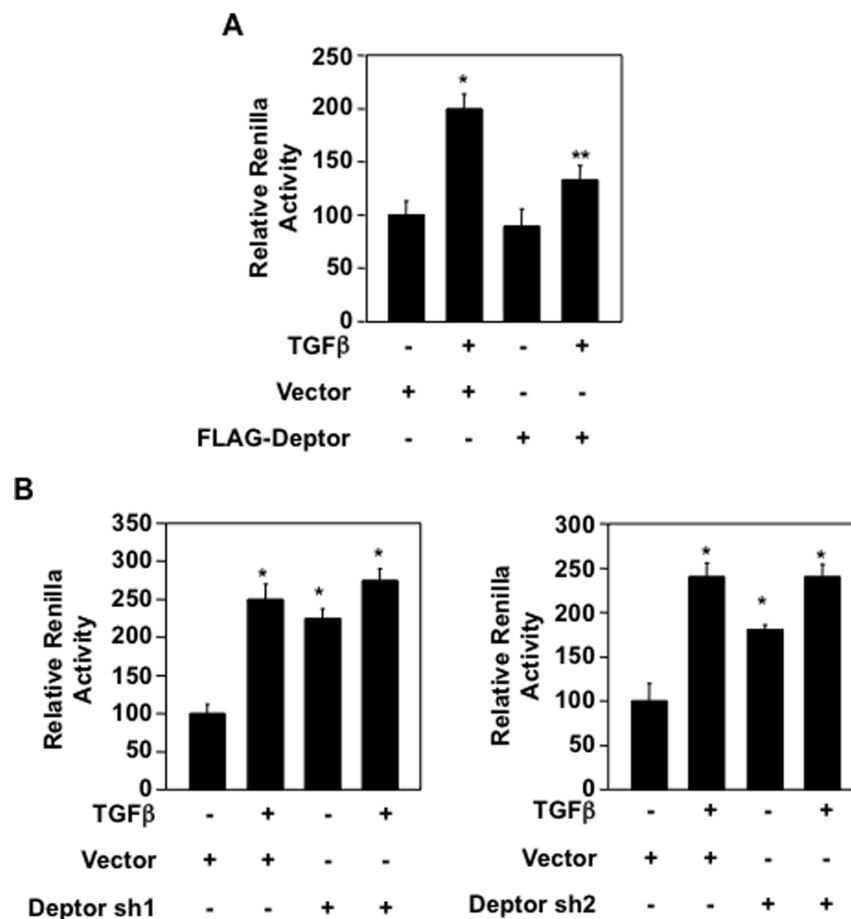 A
Relative Renilla
Activity
250
200
150
100
50
0
*
**
TGFβ - + - +
Vector + + - -
FLAG-Deptor - - + +
B
Relative Renilla
Activity
350
300
250
200
150
100
50
0
* * *
TGFβ - + - +
Vector + + - -
Deptor sh1 - - + +
Relative Renilla
Activity
300
250
200
150
100
50
0
* * *
TGFβ - + - +
Vector + + - -
Deptor sh2 - - + +